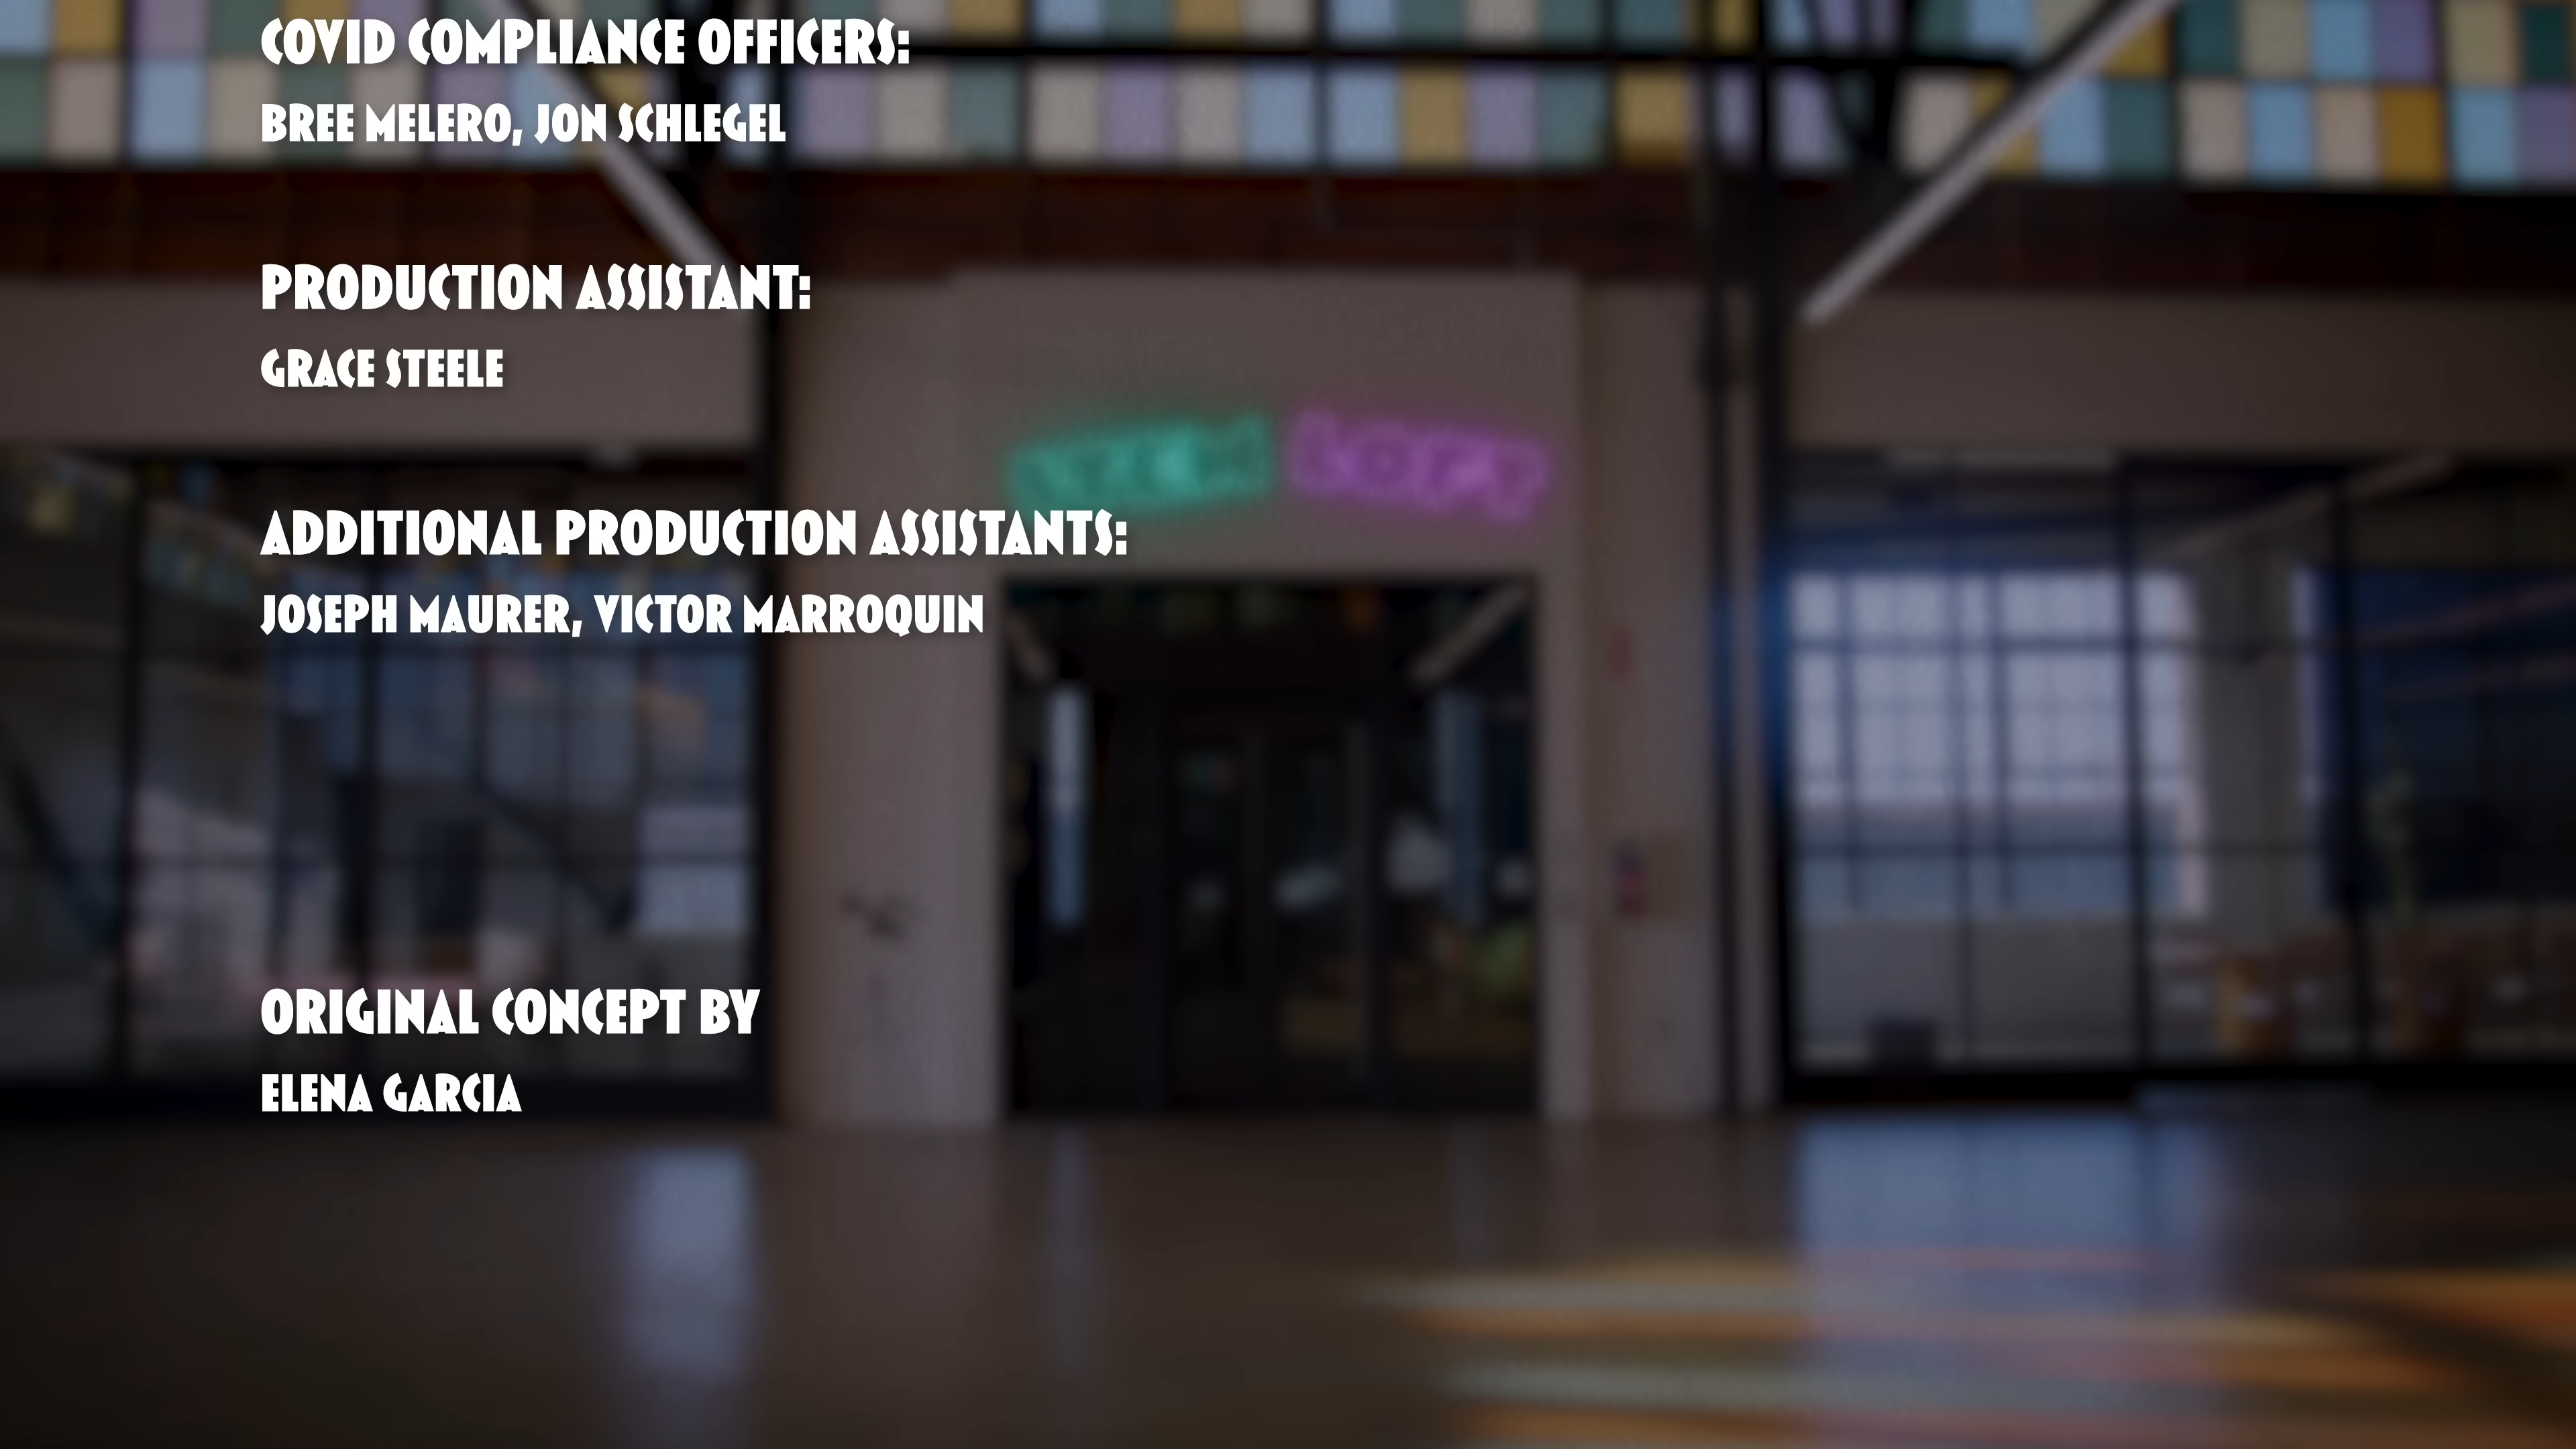 COVID COMPLIANCE OFFICERS:
BREE MELERO, JON SCHLEGEL
PRODUCTION ASSISTANT:
GRACE STEELE
LOFT
ADDITIONAL PRODUCTION ASSISTANTS:
JOSEPH MAURER, VICTOR MARROQUIN
ORIGINAL CONCEPT BY
ELENA GARCIA